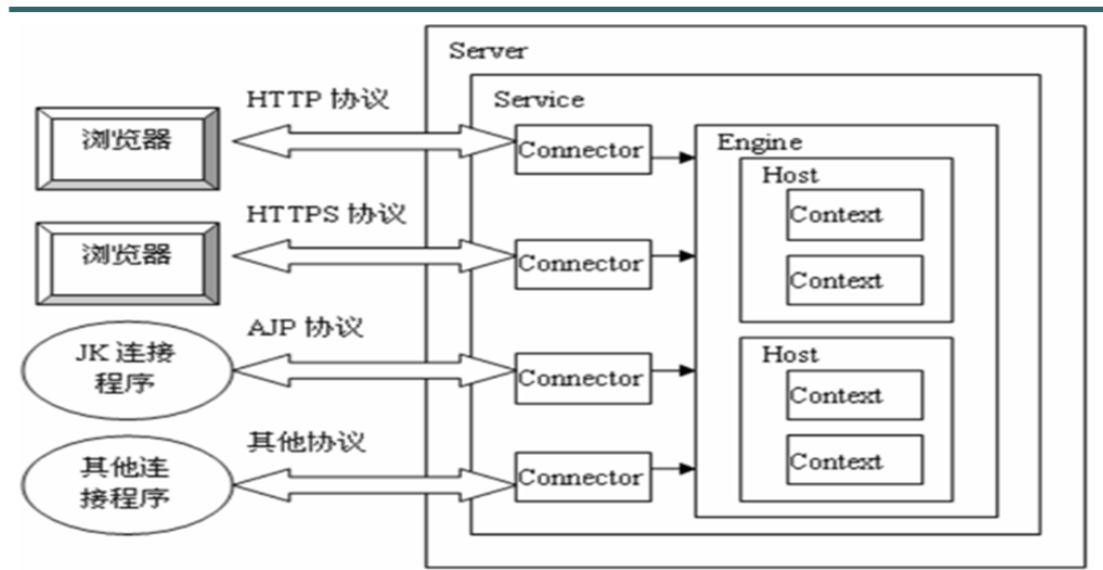 Server
HTTP 协议
Service
浏览器
Connector
Engine
Host
Context
HTTPS 协议
浏览器
Connector
Context
AJP 协议
JK 连接
程序
Connector
Host
Context
其他协议
其他连
接程序
Connector
Context